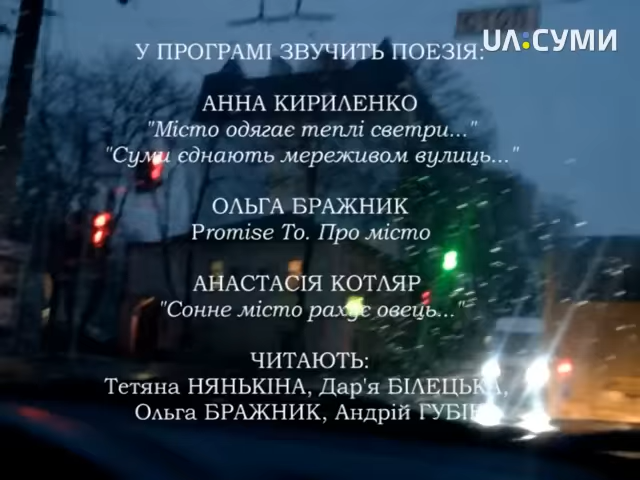 UA:СУМИ
У ПРОГРАМІ ЗВУЧИТЬ ПОЕЗІЯ:
АННА КИРИЛЕНКО
"Місто одягає теплі светри..."
"Суми єднають мереживом вулиць..."
ОЛЬГА БРАЖНИК
Promise To. Про місто
АНАСТАСІЯ КОТЛЯР
"Сонне місто рахує овець..."
ЧИТАЮТЬ:
Тетяна НЯНЬКІНА, Дар'я БІЛЕЦЬКА,
Ольга БРАЖНИК, Андрій ГУБІН